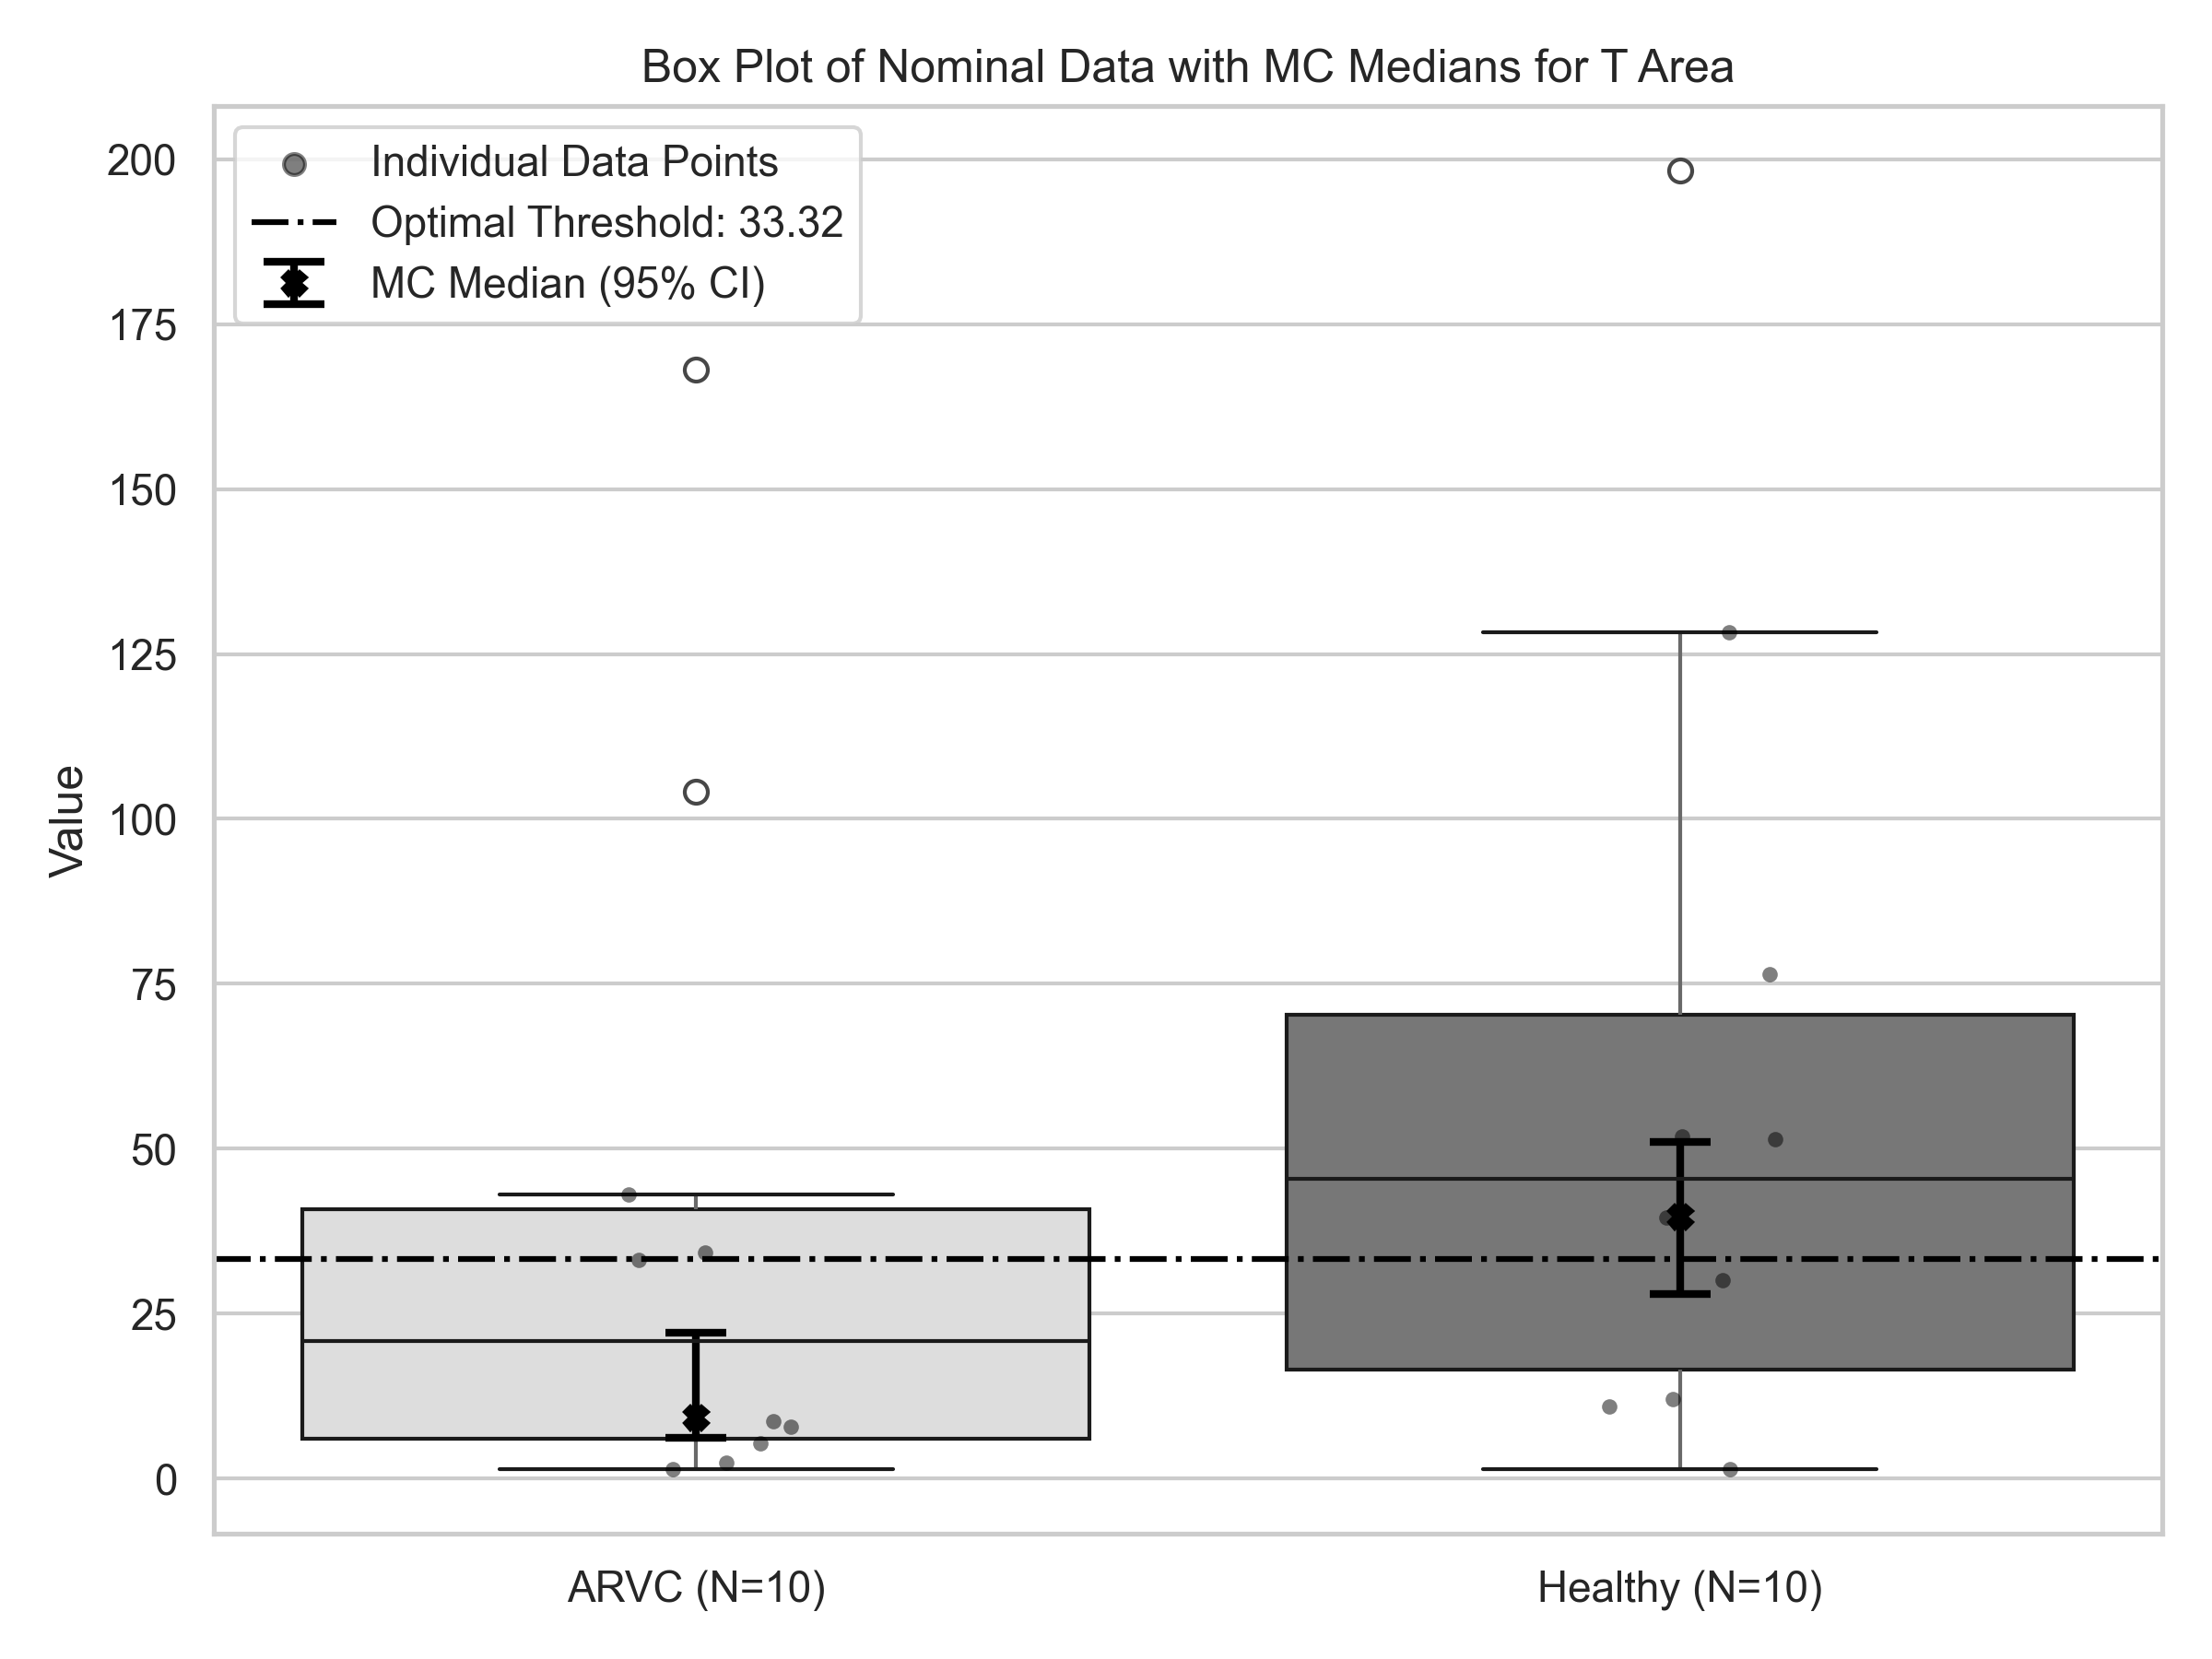 Box Plot of Nominal Data with MC Medians for T Area
Individual Data Points
Optimal Threshold: 33.32
MC Median (95% CI)
Value
200
175
150
125
100
75
50
25
0
ARVC (N=10)
Healthy (N=10)